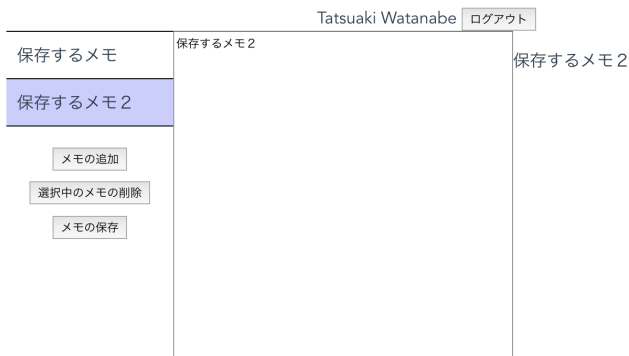 Tatsuaki Watanabe ログアウト
保存するメモ
保存するメモ２
メモの追加
選択中のメモの削除
メモの保存
保存するメモ２
保存するメモ２